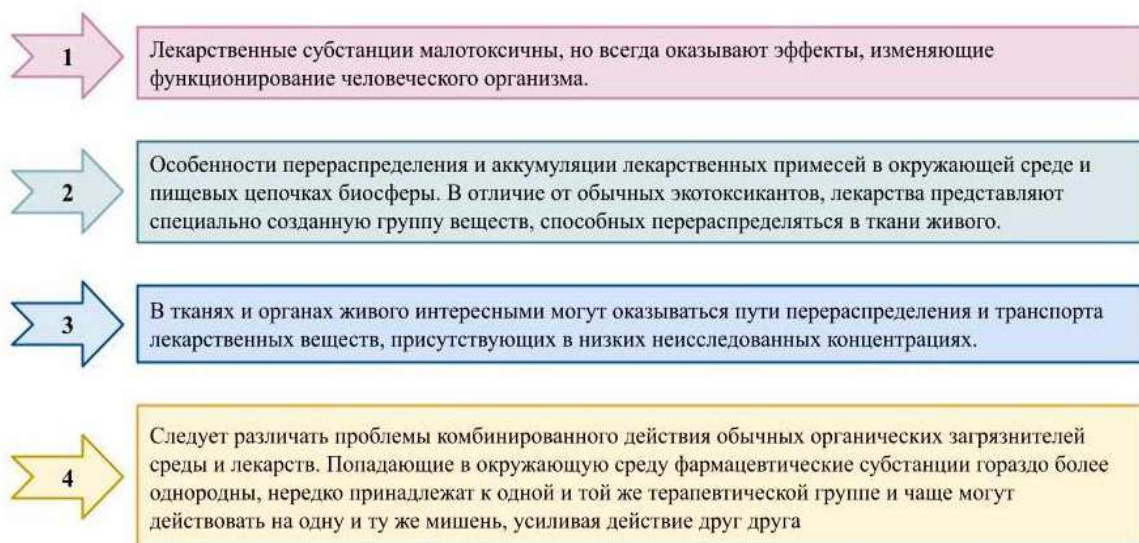 1
Лекарственные субстанции малотоксичны, но всегда оказывают эффекты, изменяющие
функционирование человеческого организма.
2
Особенности перераспределения и аккумуляции лекарственных примесей в окружающей среде и
пищевых цепочках биосферы. В отличие от обычных экотоксикантов, лекарства представляют
специально созданную группу веществ, способных перераспределяться в ткани живого.
3
В тканях и органах живого интересными могут оказываться пути перераспределения и транспорта
лекарственных веществ, присутствующих в низких неисследованных концентрациях.
4
Следует различать проблемы комбинированного действия обычных органических загрязнителей
среды и лекарств. Попадающие в окружающую среду фармацевтические субстанции гораздо более
однородны, нередко принадлежат к одной и той же терапевтической группе и чаще могут
действовать на одну и ту же мишень, усиливая действие друг друга